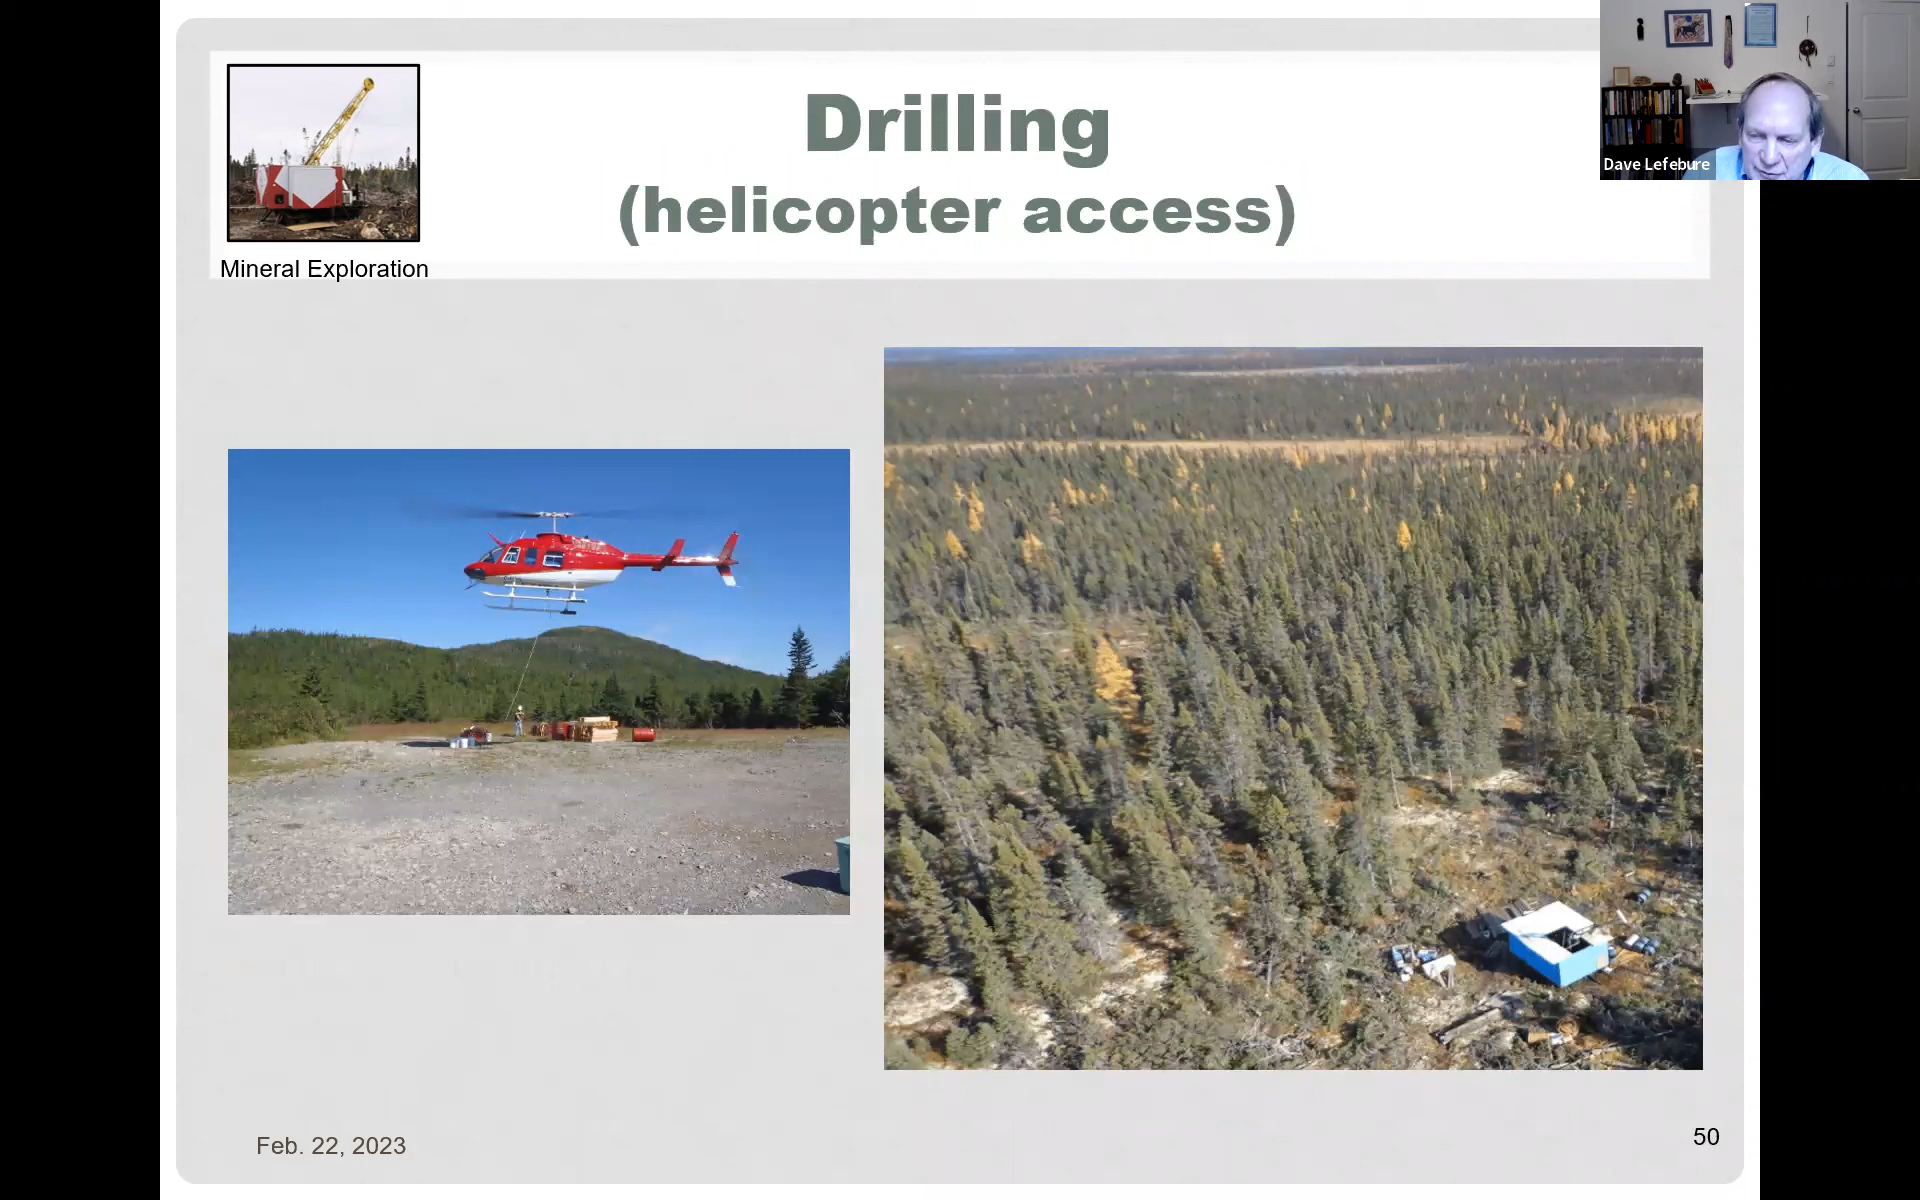 Drilling
(helicopter access)
Dave Lefebure
Mineral Exploration
Feb. 22, 2023
50